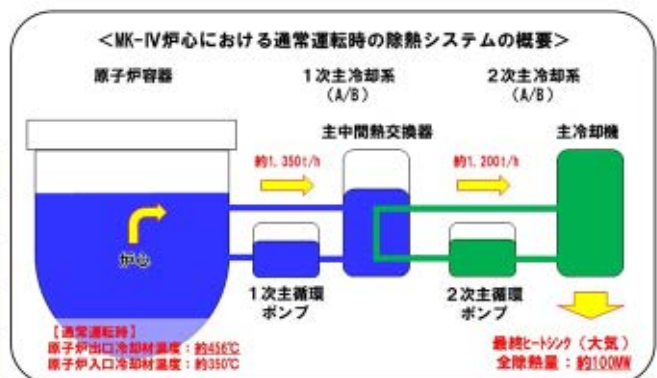 ＜MK-Ⅳ炉心における通常運転時の除熱システムの概要＞
原子炉容器
1次主冷却系
(A/B)
2次主冷却系
(A/B)
主中間熱交換器
主冷却機
約1,350t/h
約1,200t/h
炉心
1次主循環
ポンプ
2次主循環
ポンプ
【通常運転時】
原子炉出口冷却材温度：約456℃
原子炉入口冷却材温度：約350℃
最終ヒートシンク（大気）
全除熱量：約100MW